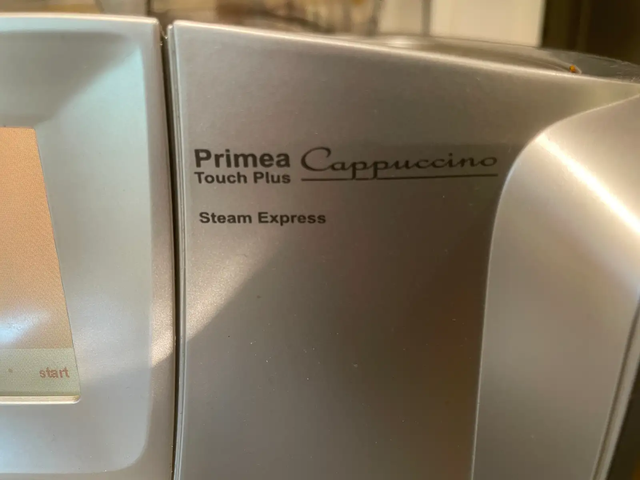 Primea Cappuccino
Touch Plus
Steam Express
start